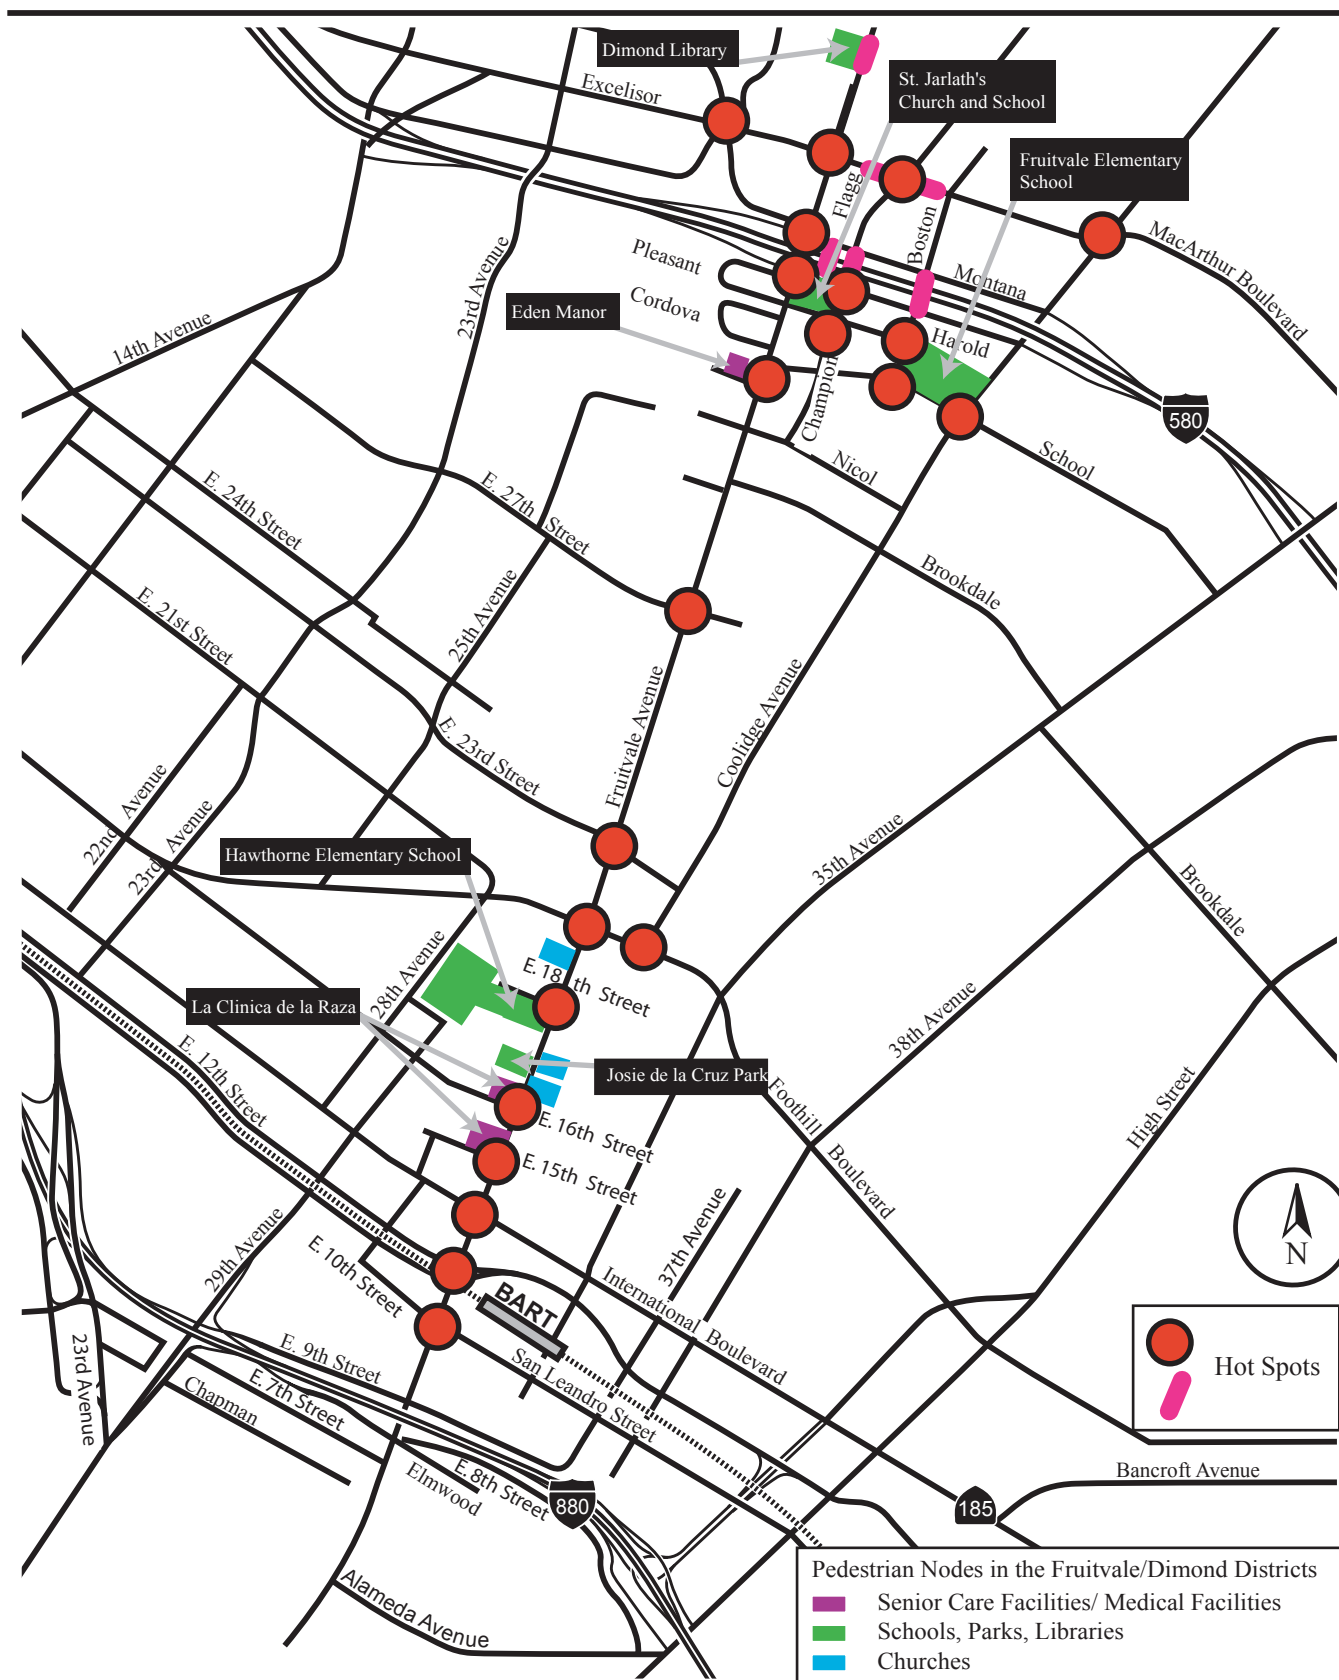 Dimond Library
Excelisor
St. Jarlath's
Church and School
Fruitvale Elementary
School
Flagg
Boston
MacArthur Boulevard
Montana
Pleasant
Cordova
23rd Avenue
Eden Manor
14th Avenue
Harold
Champion
580
School
Nicol
E. 24th Street
E. 27th Street
Brookdale
25th Avenue
E. 21st Street
Fruitvale Avenue
Coolidge Avenue
E. 23rd Street
22nd Avenue
23rd Avenue
35th Avenue
Hawthorne Elementary School
Brookdale
28th Avenue
E. 18th Street
La Clinica de la Raza
38th Avenue
E. 12th Street
Josie de la Cruz Park
Foothill Boulevard
High Street
E. 16th Street
E. 15th Street
37th Avenue
29th Avenue
E. 10th Street
International Boulevard
N
BART
23rd Avenue
E. 9th Street
San Leandro Street
Hot Spots
E. 7th Street
Chapman
Elmwood
E. 8th Street
880
185
Bancroft Avenue
Alameda Avenue
Pedestrian Nodes in the Fruitvale/Dimond Districts
Senior Care Facilities/ Medical Facilities
Schools, Parks, Libraries
Churches